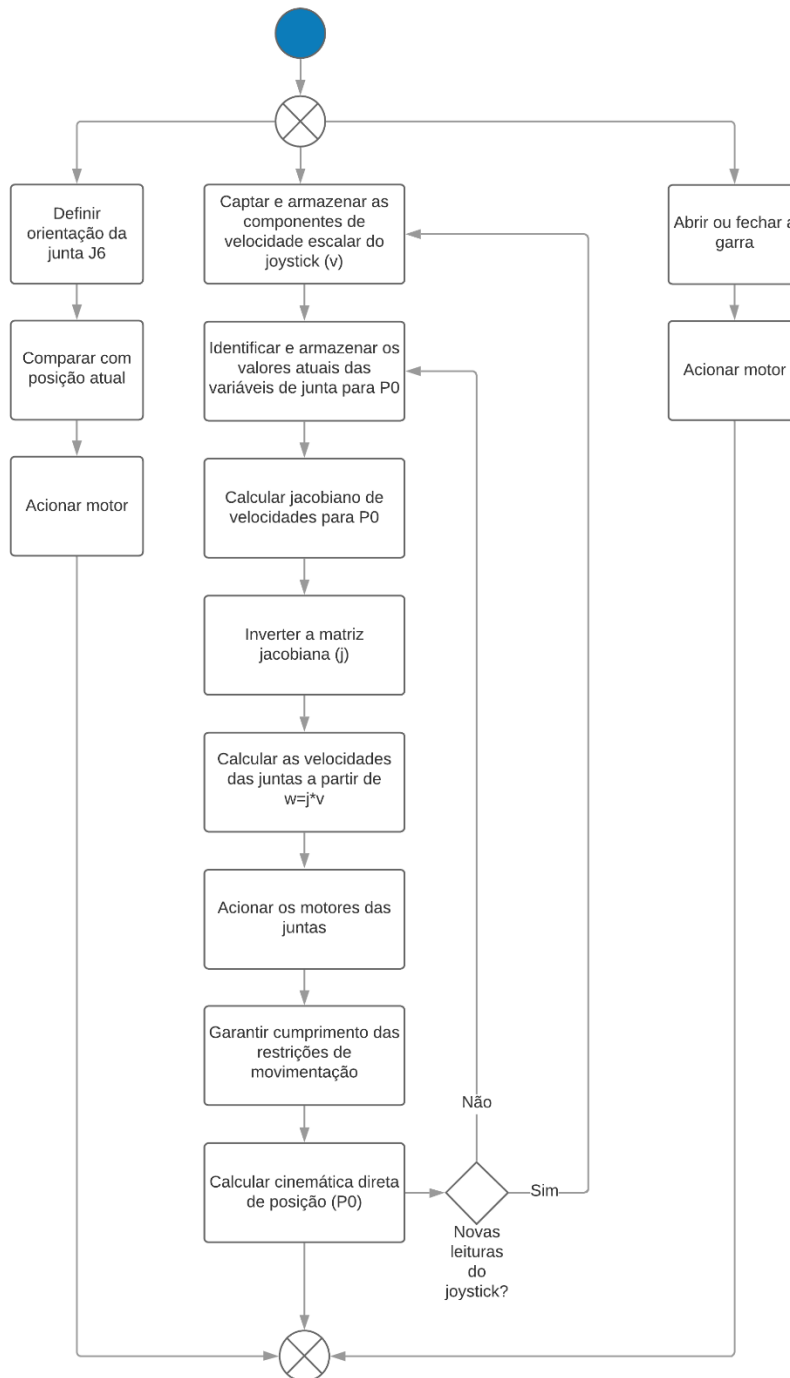 Definir
orientação da
junta J6
Comparar com
posição atual
Acionar motor
Captar e armazenar as
componentes de
velocidade escalar do
joystick (v)
Identificar e armazenar os
valores atuais das
variáveis de junta para P0
Calcular jacobiano de
velocidades para P0
Inverter a matriz
jacobiana (j)
Calcular as velocidades
das juntas a partir de
w=j*v
Acionar os motores das
juntas
Garantir cumprimento das
restrições de
movimentação
Calcular cinemática direta
de posição (P0)
Não
Sim
Novas
leituras
do
joystick?
Abrir ou fechar a
garra
Acionar motor